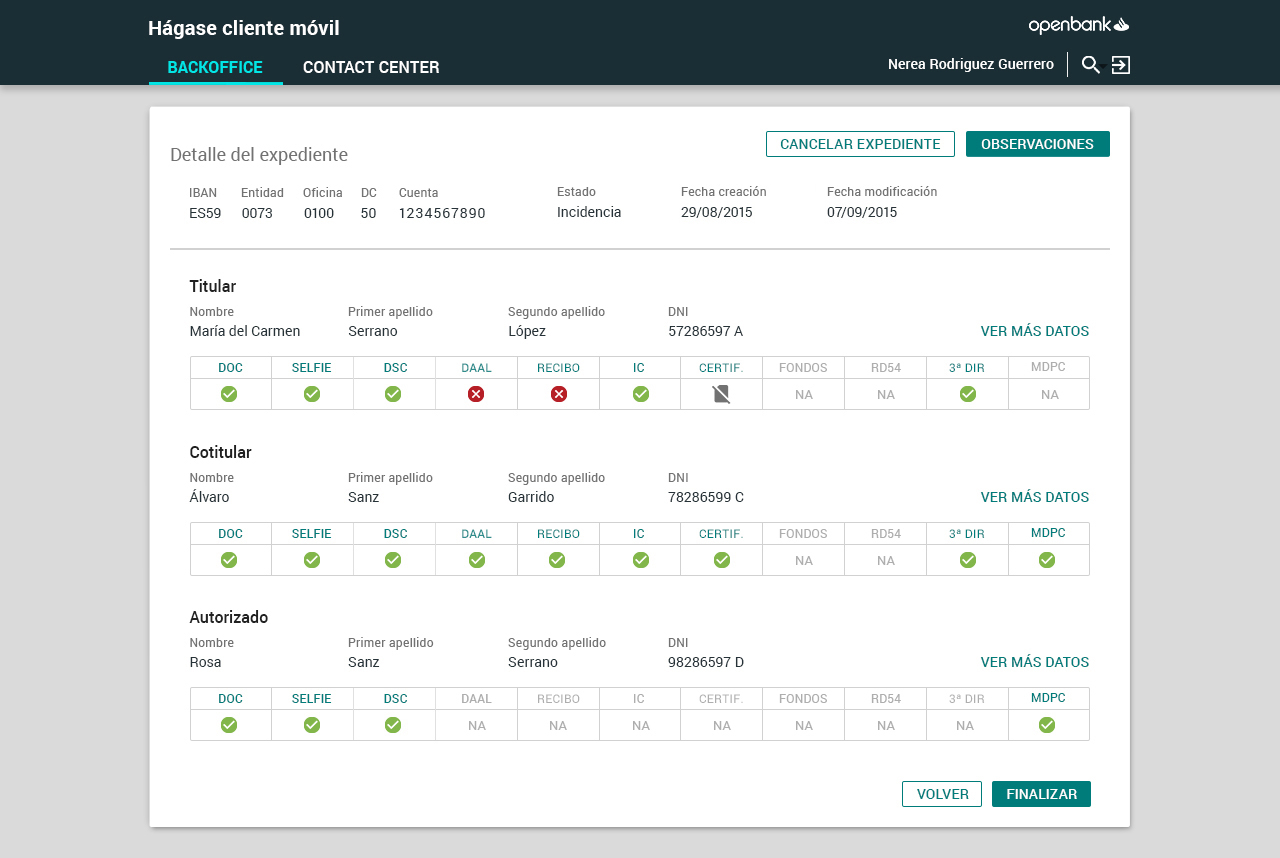 Hágase cliente móvil
openbank
BACKOFFICE CONTACT CENTER
Nerea Rodriguez Guerrero
CANCELAR EXPEDIENTE OBSERVACIONES
Detalle del expediente
IBAN Entidad Oficina DC Cuenta Estado Fecha creación Fecha modificación
ES59 0073 0100 50 1234567890 Incidencia 29/08/2015 07/09/2015
Titular
Nombre Primer apellido Segundo apellido DNI
María del Carmen Serrano López 57286597 A VER MÁS DATOS
DOC SELFIE DSC DAAL RECIBO IC CERTIF. FONDOS RD54 3ª DIR MDPC
NA NA NA
Cotitular
Nombre Primer apellido Segundo apellido DNI
Álvaro Sanz Garrido 78286599 C VER MÁS DATOS
DOC SELFIE DSC DAAL RECIBO IC CERTIF. FONDOS RD54 3ª DIR MDPC
NA NA
Autorizado
Nombre Primer apellido Segundo apellido DNI
Rosa Sanz Serrano 98286597 D VER MÁS DATOS
DOC SELFIE DSC DAAL RECIBO IC CERTIF. FONDOS RD54 3ª DIR MDPC
NA NA NA NA NA NA NA
VOLVER FINALIZAR